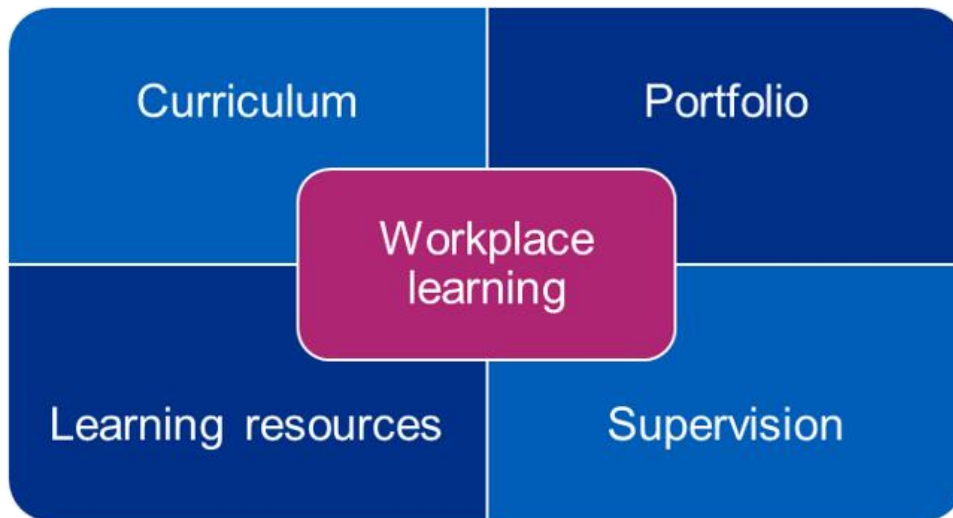 Curriculum
Portfolio
Workplace
learning
Learning resources
Supervision